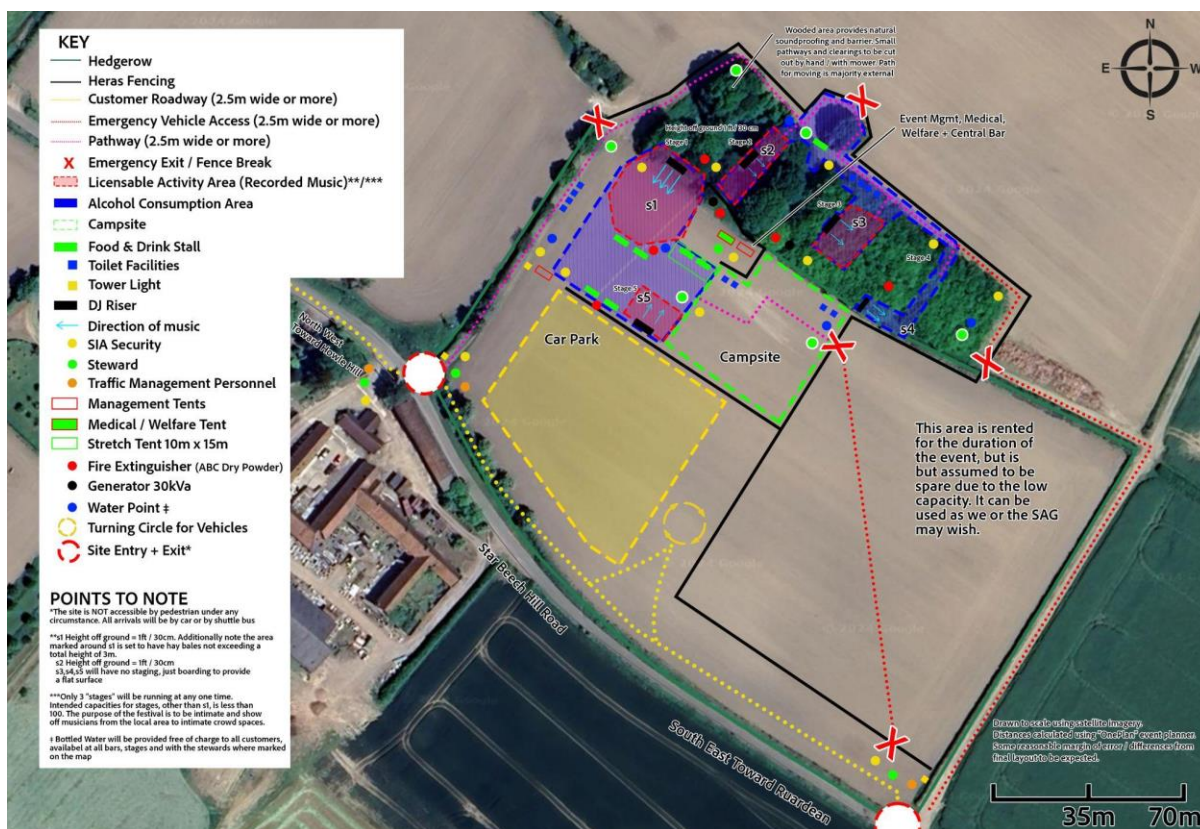 KEY
Hedgerow
Heras Fencing
Customer Roadway (2.5m wide or more)
Emergency Vehicle Access (2.5m wide or more)
Pathway (2.5m wide or more)
X Emergency Exit / Fence Break
Licensable Activity Area (Recorded Music)**/***
Alcohol Consumption Area
Campsite
Food & Drink Stall
Toilet Facilities
Tower Light
DJ Riser
Direction of music
SIA Security
Steward
Traffic Management Personnel
Management Tents
Medical / Welfare Tent
Stretch Tent 10m x 15m
Fire Extinguisher (ABC Dry Powder)
Generator 30kVa
Water Point ‡
Turning Circle for Vehicles
Site Entry + Exit*
POINTS TO NOTE
*The site is NOT accessible by pedestrian under any
circumstance. All arrivals will be by car or by shuttle bus
**s1 Height off ground = 1ft / 30cm. Additionally note the area
marked around s1 is set to have hay bales not exceeding a
total height of 3m.
s2 Height off ground = 1ft / 30cm
s3,s4,s5 will have no staging, just boarding to provide
a flat surface
***Only 3 "stages" will be running at any one time.
Intended capacities for stages, other than s1, is less than
100. The purpose of the festival is to be intimate and show
off musicians from the local area to intimate crowd spaces.
‡ Bottled Water will be provided free of charge to all customers,
availabel at all bars, stages and with the stewards where marked
on the map
Wooded area provides natural
soundproofing and barrier. Small
pathways and clearings to be cut
out by hand / with mower. Path
for moving is majority external
N
E
W
S
Event Mgmt, Medical,
Welfare + Central Bar
Height off ground 1 ft / 30 cm
Stage 1
Stage 2
s2
s1
Stage 3
s3
Stage 4
s4
Stage 5
s5
X
X
X
X
X
North West
Toward Howle Hill
Car Park
Campsite
This area is rented
for the duration of
the event, but is
but assumed to be
spare due to the low
capacity. It can be
used as we or the SAG
may wish.
Star Beech Hill Road
South East Toward Ruardean
Drawn to scale using satellite imagery.
Distances calculated using "OnePlan" event planner.
Some reasonable margin of error / differences from
final layout to be expected.
35m
70m